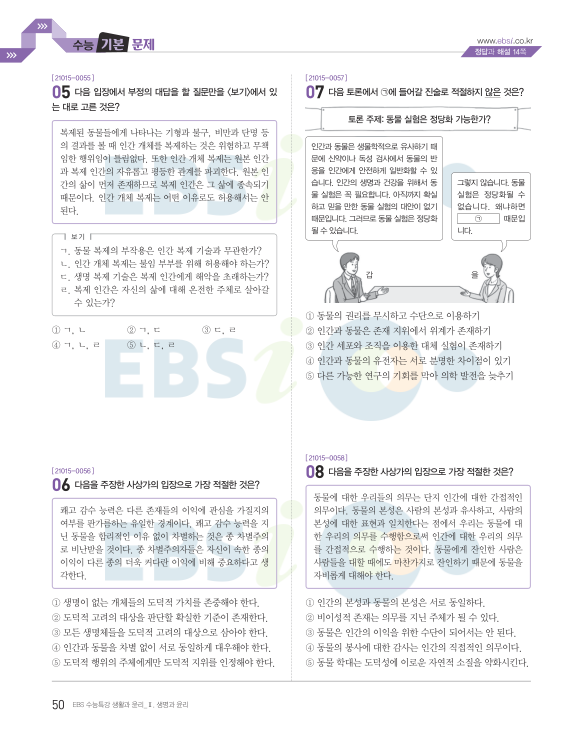 수능 기본 문제
www.ebsi.co.kr
정답과 해설 14쪽
[21015-0055]
05 다음 입장에서 부정의 대답을 할 질문만을 <보기>에서 있
는 대로 고른 것은?
복제된 동물들에게 나타나는 기형과 불구, 비만과 단명 등
의 결과를 볼 때 인간 개체를 복제하는 것은 위험하고 무책
임한 행위임이 틀림없다. 또한 인간 개체 복제는 원본 인간
과 복제 인간의 자유롭고 평등한 관계를 파괴한다. 원본 인
간의 삶이 먼저 존재하므로 복제 인간은 그 삶에 종속되기
때문이다. 인간 개체 복제는 어떤 이유로도 허용해서는 안
된다.
보기
ㄱ. 동물 복제의 부작용은 인간 복제 기술과 무관한가?
ㄴ. 인간 개체 복제는 불임 부부를 위해 허용해야 하는가?
ㄷ. 생명 복제 기술은 복제 인간에게 해악을 초래하는가?
ㄹ. 복제 인간은 자신의 삶에 대해 온전한 주체로 살아갈
수 있는가?
① ㄱ, ㄴ ② ㄱ, ㄷ ③ ㄷ, ㄹ
④ ㄱ, ㄴ, ㄹ ⑤ ㄴ, ㄷ, ㄹ
[21015-0056]
06 다음을 주장한 사상가의 입장으로 가장 적절한 것은?
쾌고 감수 능력은 다른 존재들의 이익에 관심을 가질지의
여부를 판가름하는 유일한 경계이다. 쾌고 감수 능력을 지
닌 동물을 합리적인 이유 없이 차별하는 것은 종 차별주의
로 비난받을 것이다. 종 차별주의자들은 자신이 속한 종의
이익이 다른 종의 더욱 커다란 이익에 비해 중요하다고 생
각한다.
① 생명이 없는 개체들의 도덕적 가치를 존중해야 한다.
② 도덕적 고려의 대상을 판단할 확실한 기준이 존재한다.
③ 모든 생명체들을 도덕적 고려의 대상으로 삼아야 한다.
④ 인간과 동물을 차별 없이 서로 동일하게 대우해야 한다.
⑤ 도덕적 행위의 주체에게만 도덕적 지위를 인정해야 한다.
[21015-0057]
07 다음 토론에서 ㉠에 들어갈 진술로 적절하지 않은 것은?
토론 주제: 동물 실험은 정당화 가능한가?
인간과 동물은 생물학적으로 유사하기 때
문에 신약이나 독성 검사에서 동물의 반
응을 인간에게 안전하게 일반화할 수 있
습니다. 인간의 생명과 건강을 위해서 동
물 실험은 꼭 필요합니다. 아직까지 확실
하고 믿을 만한 동물 실험의 대안이 없기
때문입니다. 그러므로 동물 실험은 정당화
될 수 있습니다.
그렇지 않습니다. 동물
실험은 정당화될 수
없습니다. 왜냐하면
㉠ 때문입
니다.
갑
을
① 동물의 권리를 무시하고 수단으로 이용하기
② 인간과 동물은 존재 지위에서 위계가 존재하기
③ 인간 세포와 조직을 이용한 대체 실험이 존재하기
④ 인간과 동물의 유전자는 서로 분명한 차이점이 있기
⑤ 다른 가능한 연구의 기회를 막아 의학 발전을 늦추기
[21015-0058]
08 다음을 주장한 사상가의 입장으로 가장 적절한 것은?
동물에 대한 우리들의 의무는 단지 인간에 대한 간접적인
의무이다. 동물의 본성은 사람의 본성과 유사하고, 사람의
본성에 대한 표현과 일치한다는 점에서 우리는 동물에 대
한 우리의 의무를 수행함으로써 인간에 대한 우리의 의무
를 간접적으로 수행하는 것이다. 동물에게 잔인한 사람은
사람들을 대할 때에도 마찬가지로 잔인하기 때문에 동물을
자비롭게 대해야 한다.
① 인간의 본성과 동물의 본성은 서로 동일하다.
② 비이성적 존재는 의무를 지닌 주체가 될 수 있다.
③ 동물은 인간의 이익을 위한 수단이 되어서는 안 된다.
④ 동물의 봉사에 대한 감사는 인간의 직접적인 의무이다.
⑤ 동물 학대는 도덕성에 이로운 자연적 소질을 약화시킨다.
50 EBS 수능특강 생활과 윤리_Ⅱ. 생명과 윤리
EBSi
EBSi
EBSi